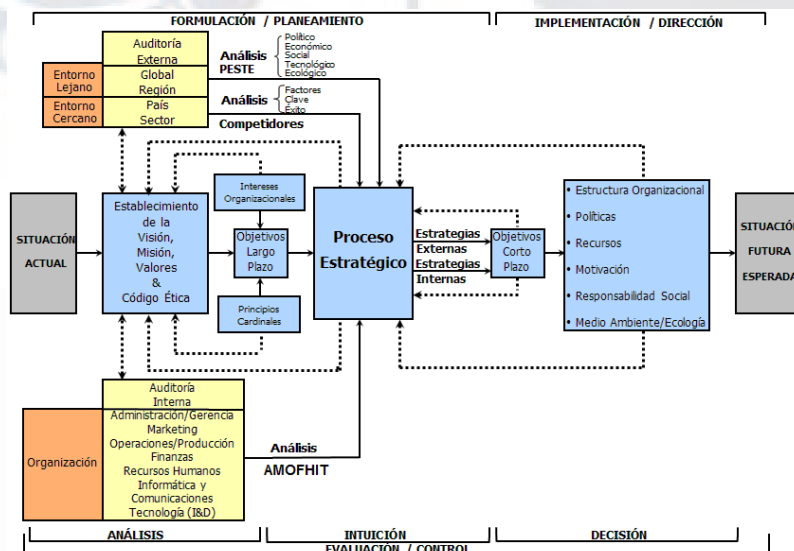 FORMULACIÓN / PLANEAMIENTO
IMPLEMENTACIÓN / DIRECCIÓN
Auditoría
Externa
Entorno
Lejano
Global
Región
Entorno
Cercano
País
Sector
Análisis
PESTE
Político
Económico
Social
Tecnológico
Ecológico
Análisis
Factores
Clave
Éxito
Competidores
SITUACIÓN
ACTUAL
Establecimiento
de la
Visión,
Misión,
Valores
&
Código Ética
Intereses
Organizacionales
Objetivos
Largo
Plazo
Principios
Cardinales
Proceso
Estratégico
Estrategias
Externas
Estrategias
Internas
Objetivos
Corto
Plazo
• Estructura Organizacional
• Políticas
• Recursos
• Motivación
• Responsabilidad Social
• Medio Ambiente/Ecología
SITUACIÓN
FUTURA
ESPERADA
Auditoría
Interna
Organización
Administración/Gerencia
Marketing
Operaciones/Producción
Finanzas
Recursos Humanos
Informática y
Comunicaciones
Tecnología (I&D)
Análisis
AMOFHIT
ANÁLISIS
INTUICIÓN
DECISIÓN
EVALUACIÓN / CONTROL